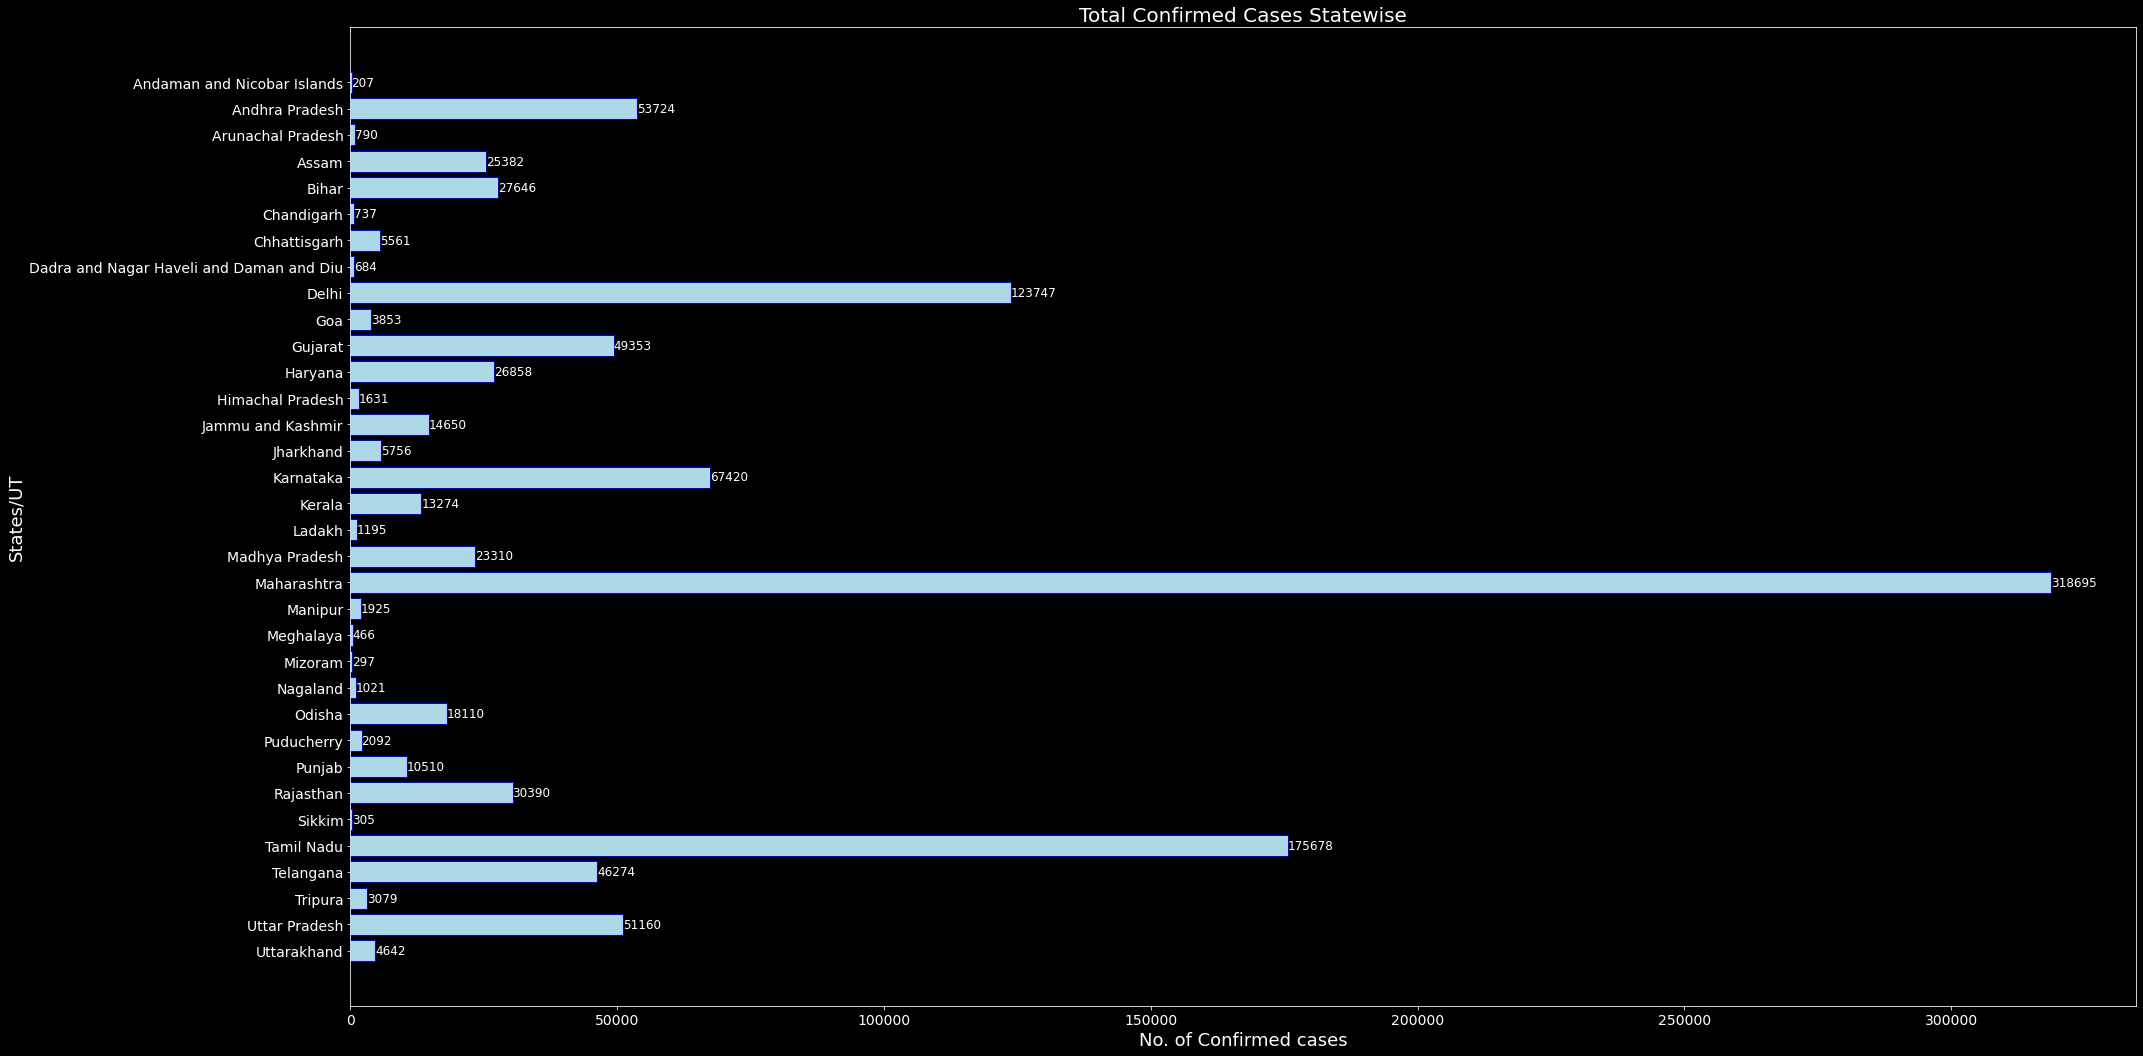 Total Confirmed Cases Statewise
Andaman and Nicobar Islands 207
Andhra Pradesh 53724
Arunachal Pradesh 790
Assam 25382
Bihar 27646
Chandigarh 737
Chhattisgarh 5561
Dadra and Nagar Haveli and Daman and Diu 684
Delhi 123747
Goa 3853
Gujarat 49353
Haryana 26858
Himachal Pradesh 1631
Jammu and Kashmir 14650
Jharkhand 5756
Karnataka 67420
Kerala 13274
Ladakh 1195
Madhya Pradesh 23310
Maharashtra 318695
Manipur 1925
Meghalaya 466
Mizoram 297
Nagaland 1021
Odisha 18110
Puducherry 2092
Punjab 10510
Rajasthan 30390
Sikkim 305
Tamil Nadu 175678
Telangana 46274
Tripura 3079
Uttar Pradesh 51160
Uttarakhand 4642
States/UT
0 50000 100000 150000 200000 250000 300000
No. of Confirmed cases